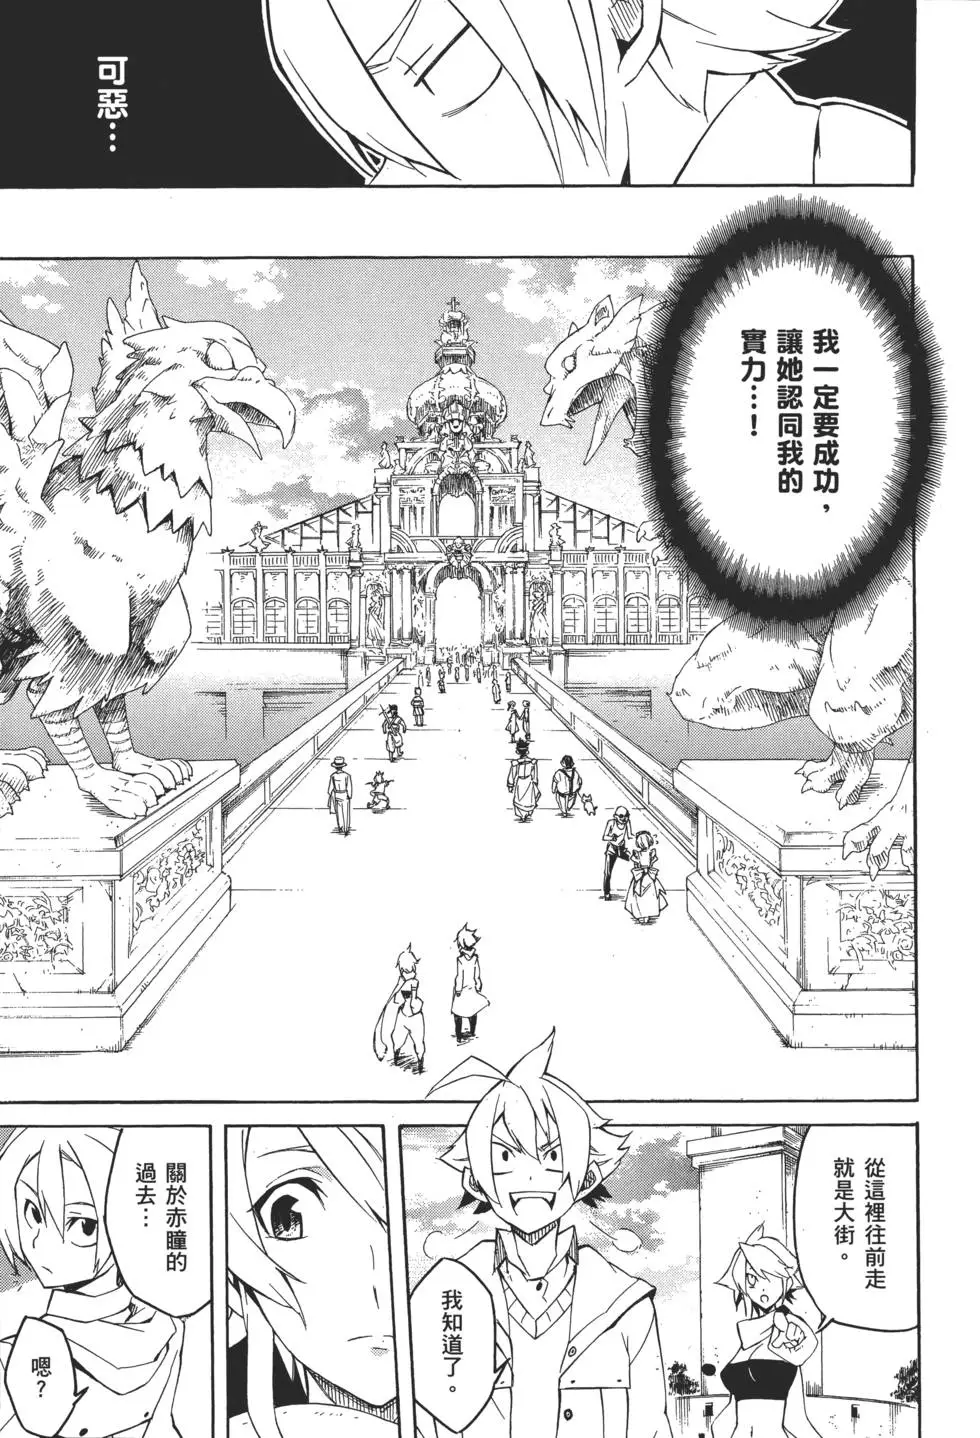 可惡…
我一定要成功，
讓她認同我的
實力…！
從這裡往前走
就是大街。
我知道了。
關於赤瞳的
過去…
嗯？